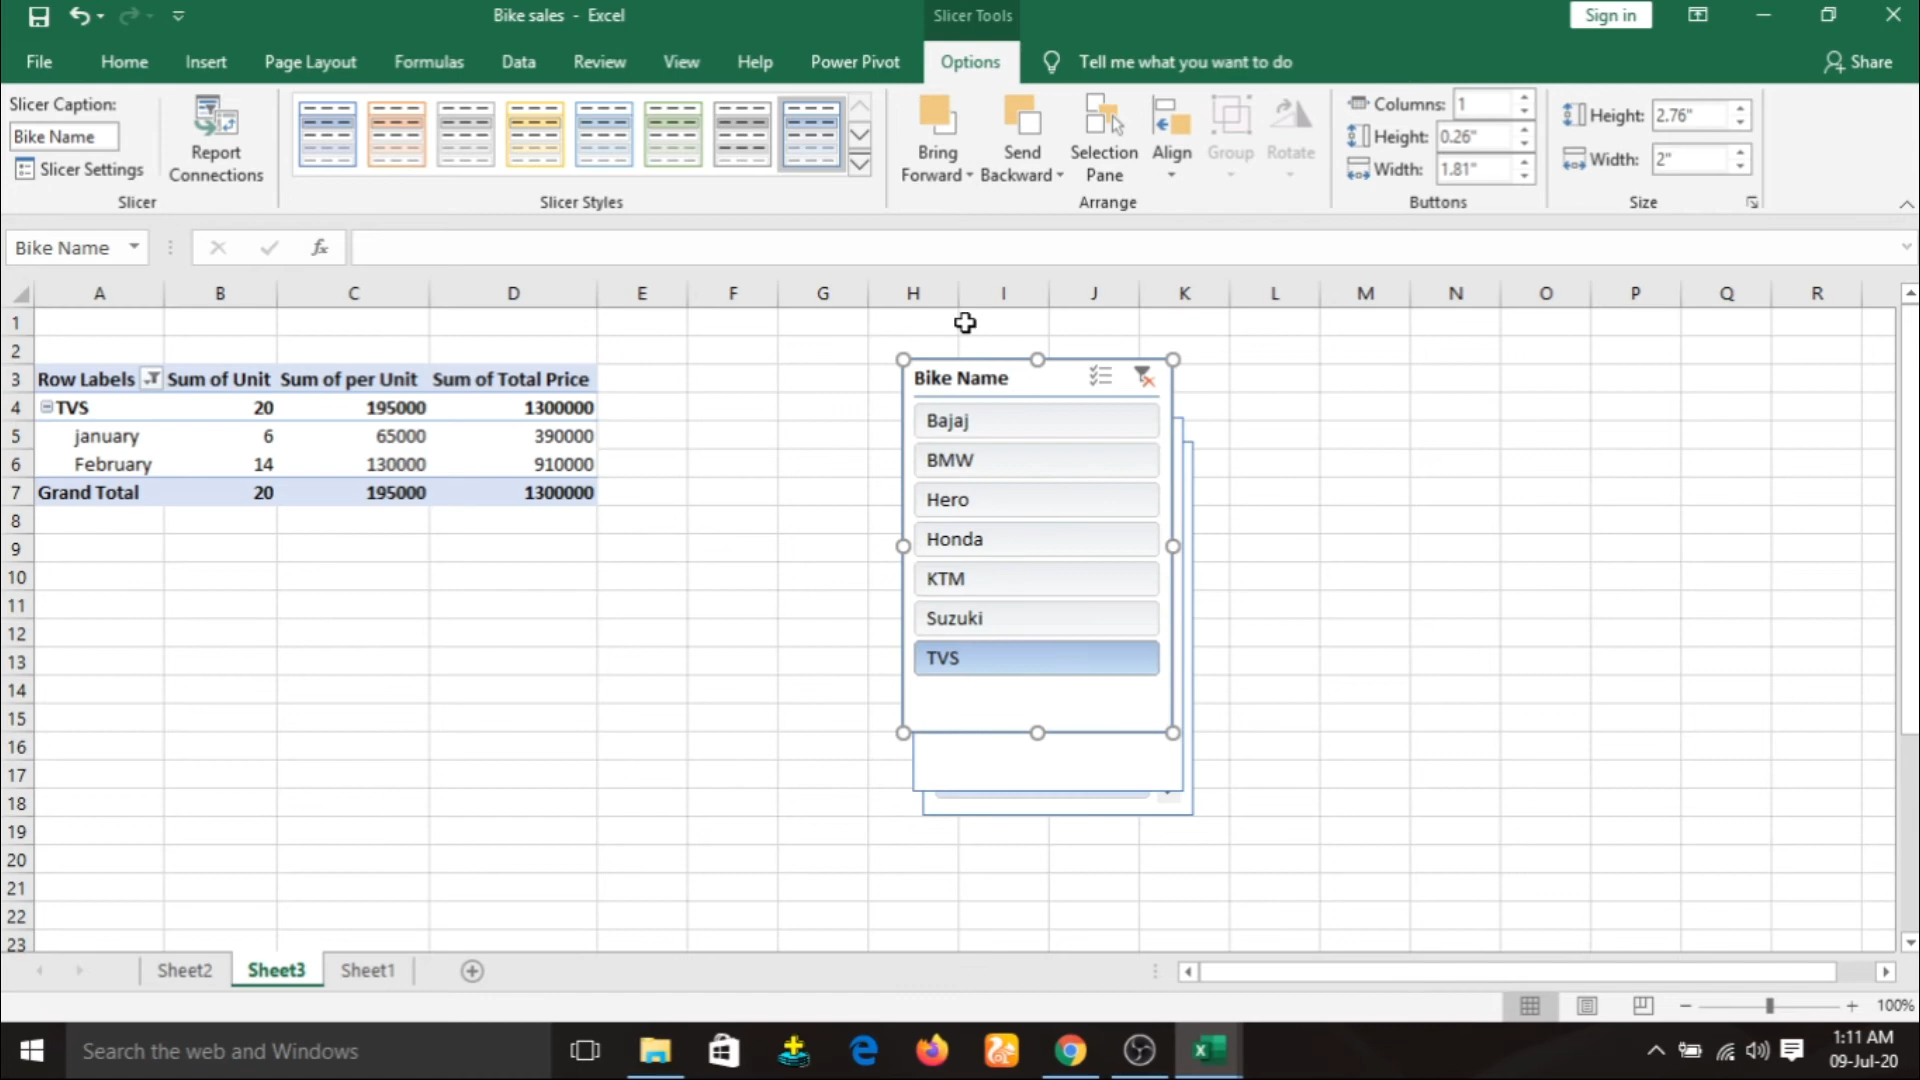 Bike sales - Excel
Slicer Tools
Sign in
File Home Insert Page Layout Formulas Data Review View Help Power Pivot Options Tell me what you want to do Share
Slicer Caption:
Bike Name
Slicer Settings
Report Connections
Slicer
Slicer Styles
Bring Forward
Send Backward
Selection Pane
Align
Group
Rotate
Arrange
Columns: 1
Height: 0.26"
Width: 1.81"
Buttons
Height: 2.76"
Width: 2"
Size
Bike Name fx
A B C D E F G H I J K L M N O P Q R
1
2
3 Row Labels Sum of Unit Sum of per Unit Sum of Total Price
4 TVS 20 195000 1300000
5 january 6 65000 390000
6 February 14 130000 910000
7 Grand Total 20 195000 1300000
8
9
10
11
12
13
14
15
16
17
18
19
20
21
22
23
Bike Name
Bajaj
BMW
Hero
Honda
KTM
Suzuki
TVS
Sheet2 Sheet3 Sheet1
100%
Search the web and Windows
1:11 AM
09-Jul-20